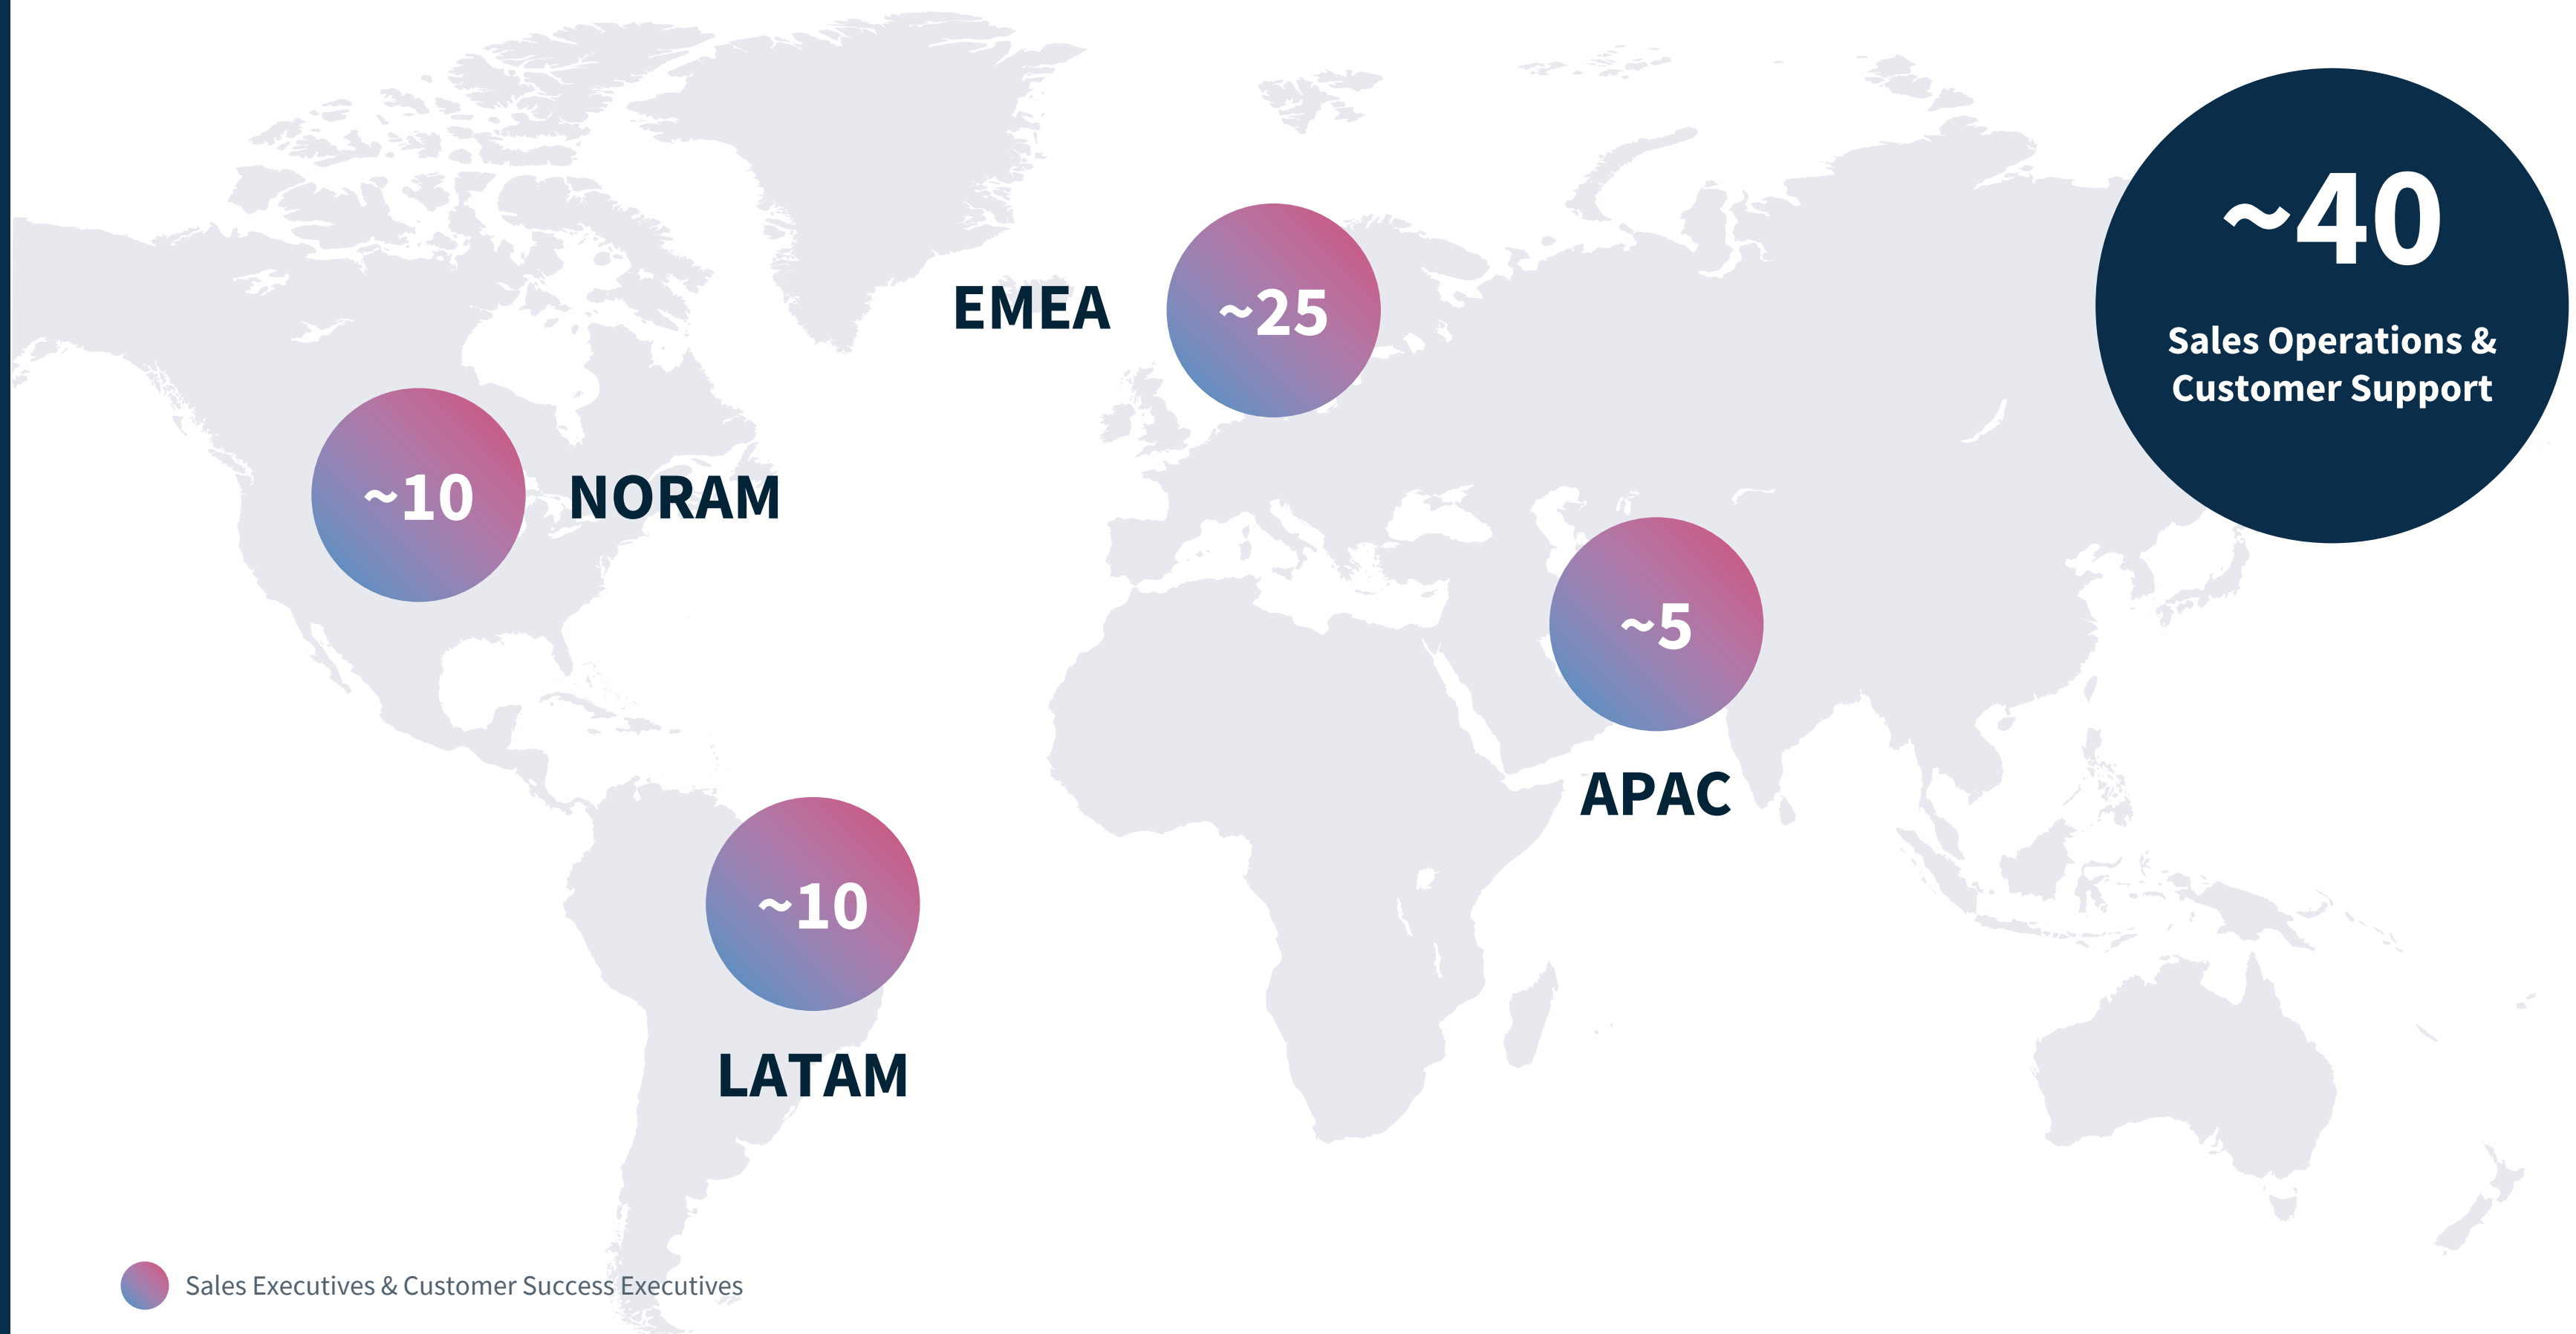 ~40
Sales Operations &
Customer Support
EMEA
~25
~10
NORAM
~5
APAC
~10
LATAM
Sales Executives & Customer Success Executives